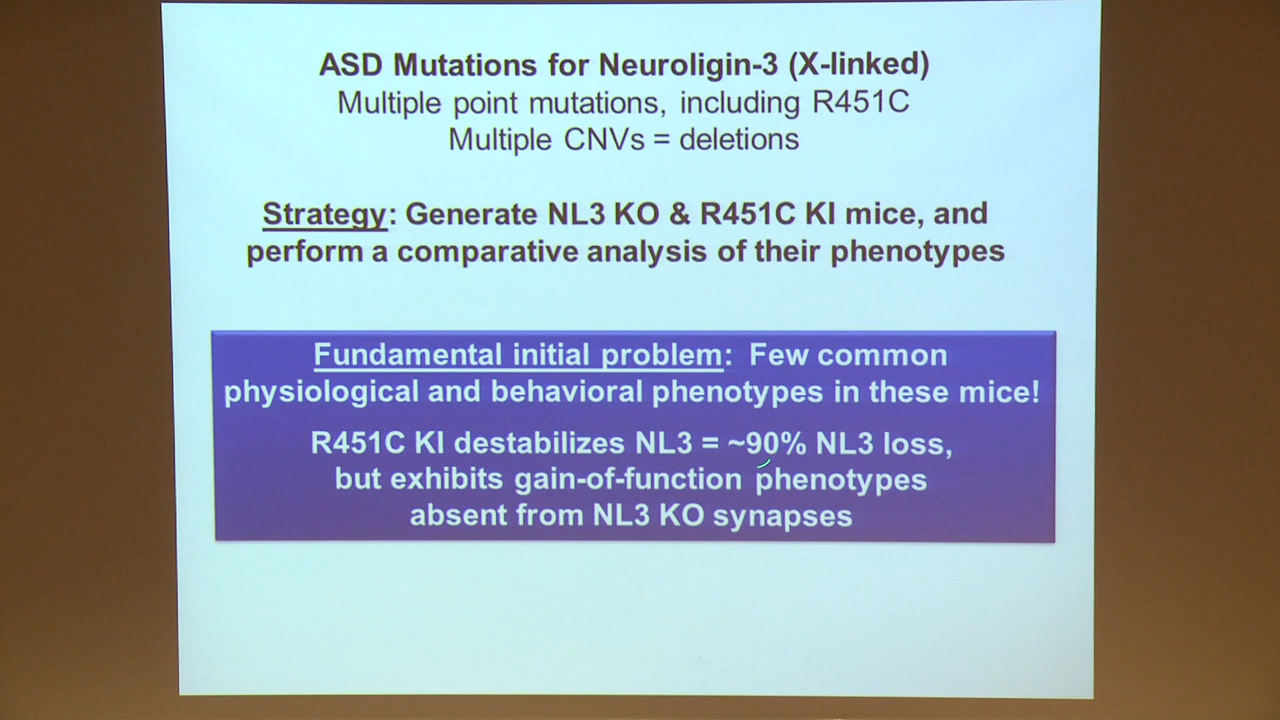 ASD Mutations for Neuroligin-3 (X-linked)
Multiple point mutations, including R451C
Multiple CNVs = deletions
Strategy: Generate NL3 KO & R451C KI mice, and
perform a comparative analysis of their phenotypes
Fundamental initial problem: Few common
physiological and behavioral phenotypes in these mice!
R451C KI destabilizes NL3 = ~90% NL3 loss,
but exhibits gain-of-function phenotypes
absent from NL3 KO synapses